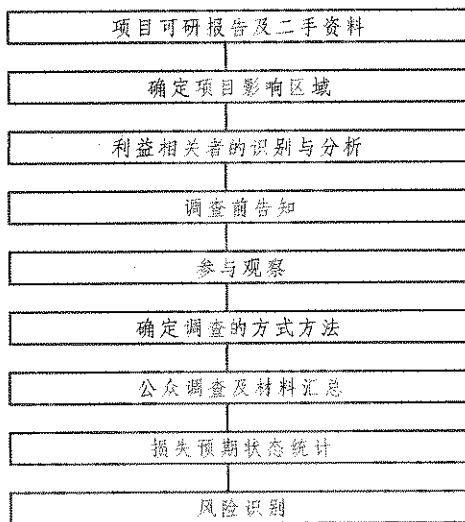 项目可研报告及二手资料
确定项目影响区域
利益相关者的识别与分析
调查前告知
参与观察
确定调查的方式方法
公众调查及材料汇总
损失预期状态统计
风险识别